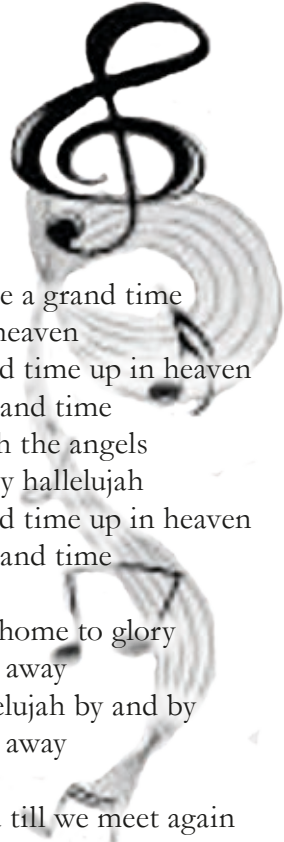 e a grand time
heaven
d time up in heaven
and time
h the angels
y hallelujah
d time up in heaven
and time
home to glory
away
elujah by and by
away
till we meet again